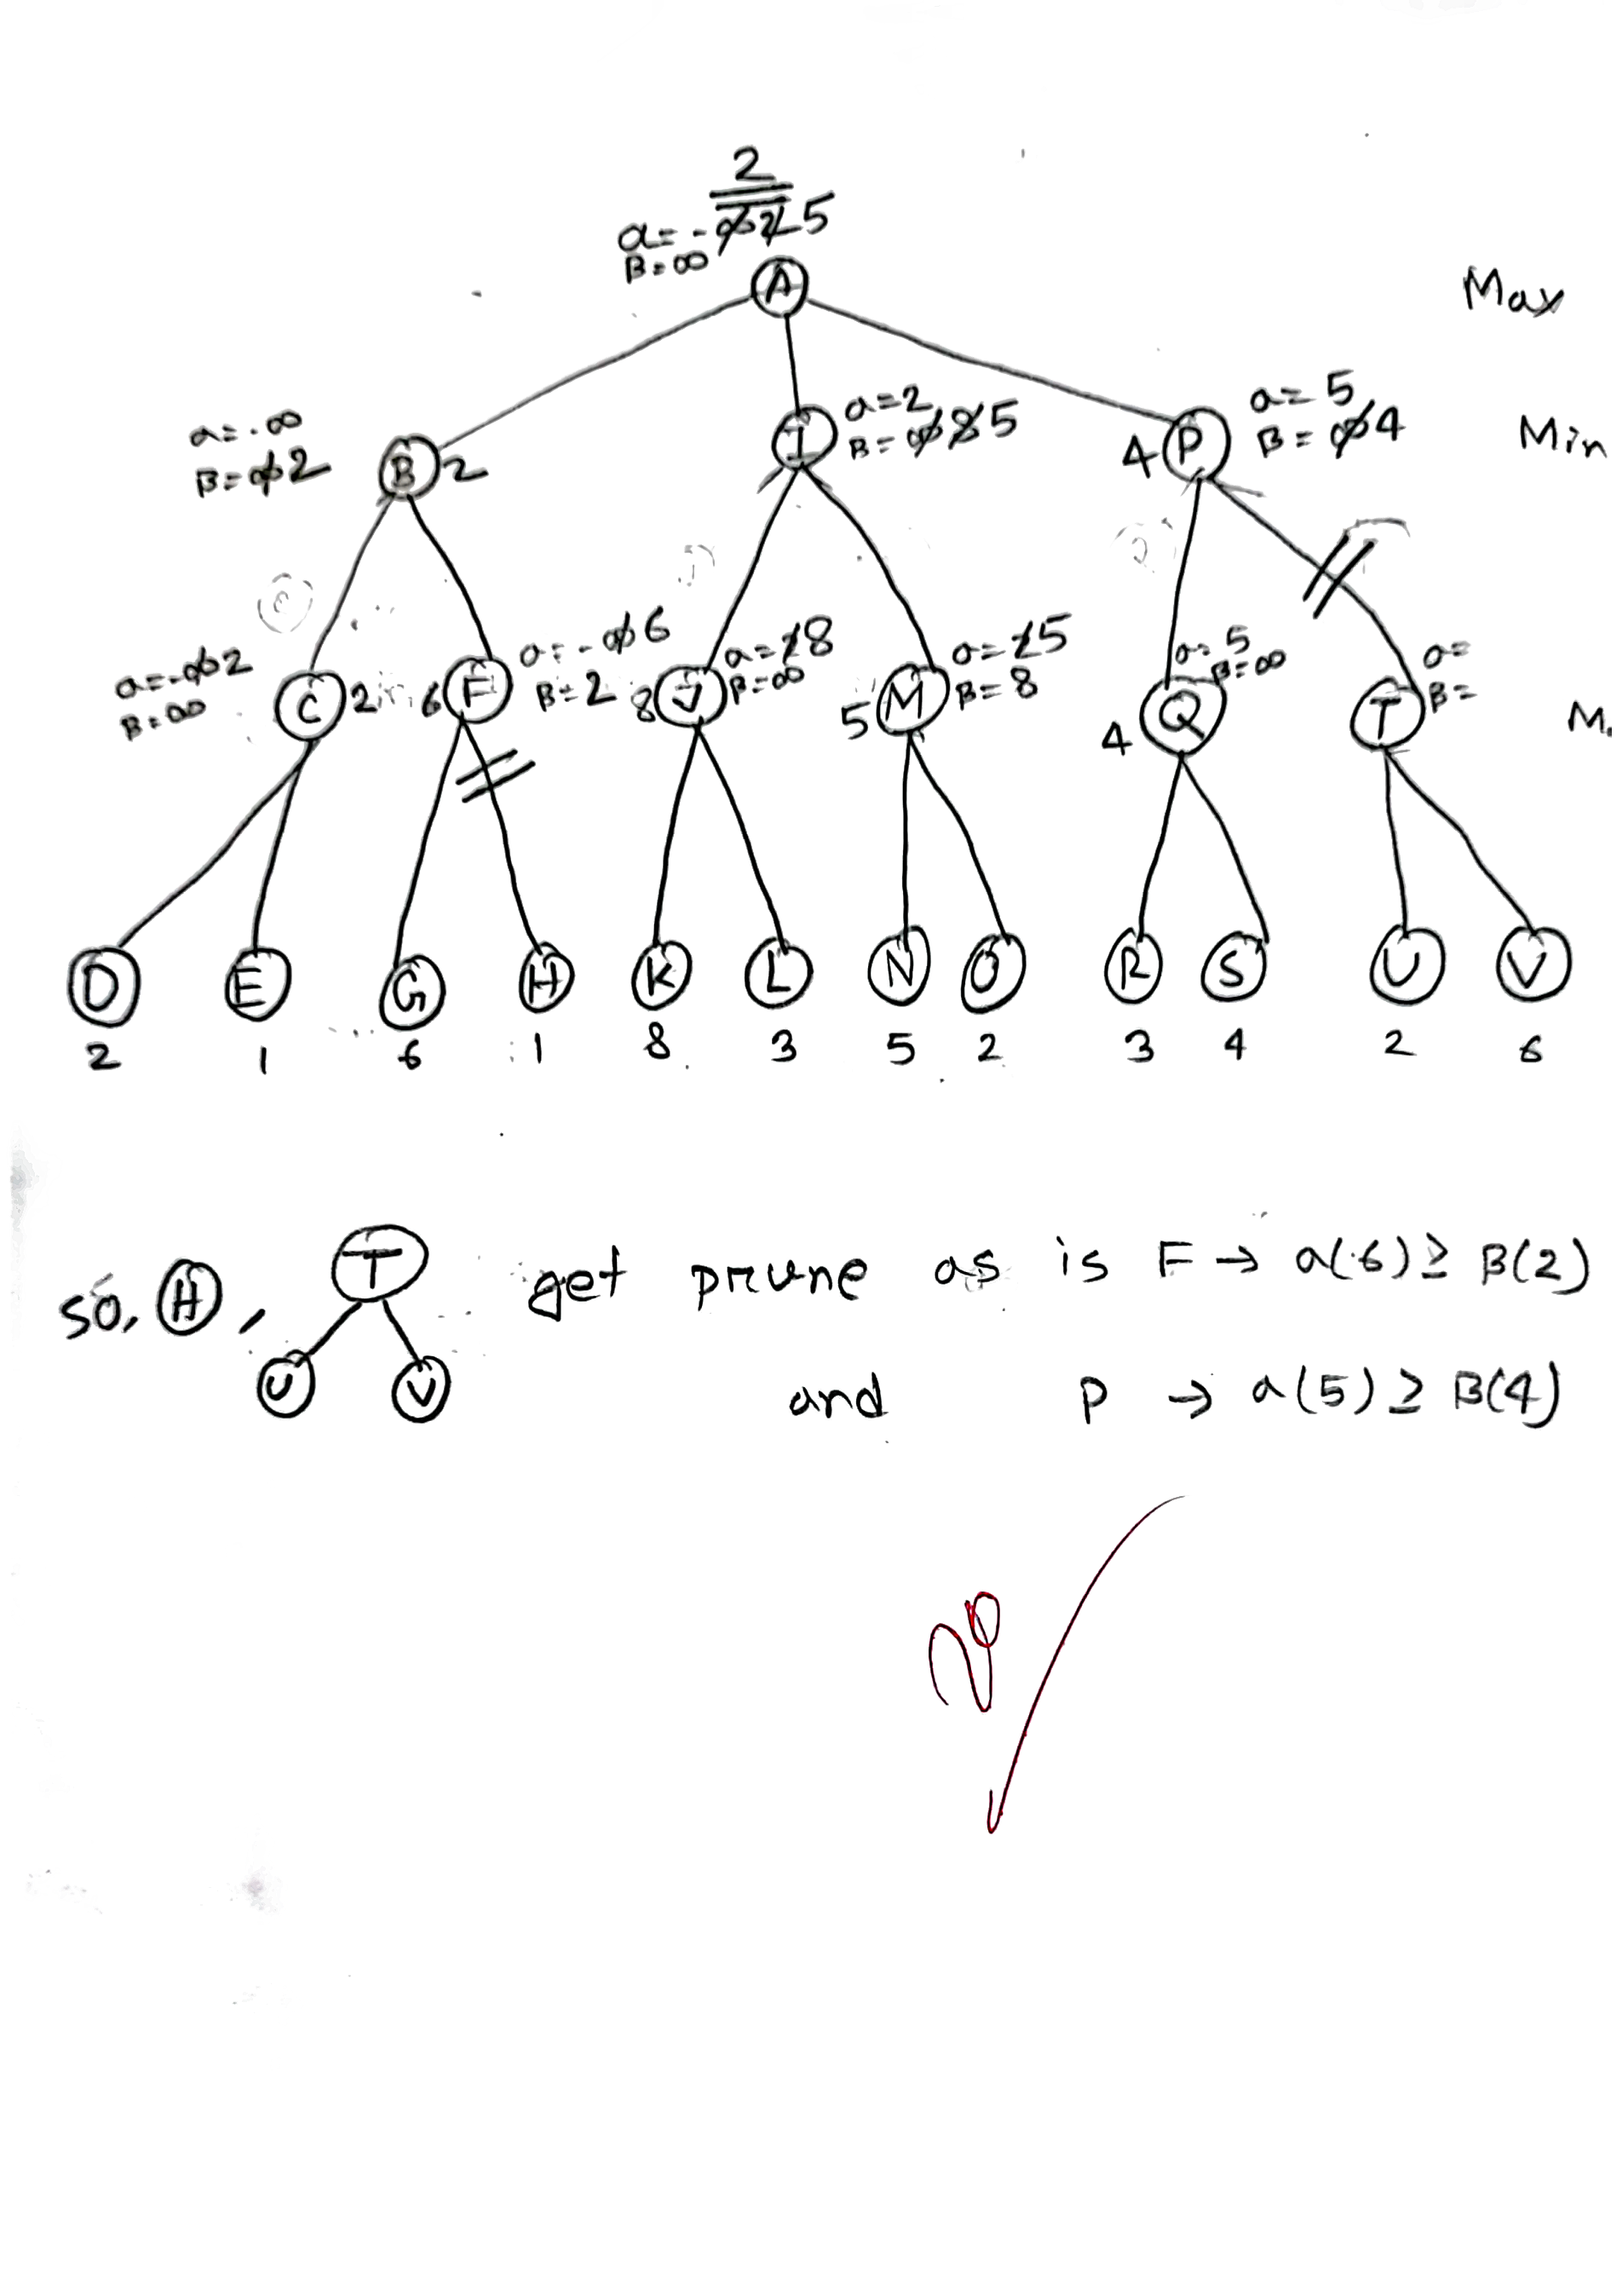 2
a=-∞ 2 5
B=∞
A
Max
a=-∞
B=∞ 2
B 2
I
a=2
B=∞ 8 5
4 P
a=5
B=∞ 4
Min
a=-∞ 2
B=∞
C 2
6 F
a=-∞ 6
B=2
8 J
a=2 8
B=∞
5 M
a=2 5
B=8
4 Q
a=5
B=∞
T
a=
B=
M
D E G H K L N O R S U V
2 1 6 1 8 3 5 2 3 4 2 6
so, H, T get prune as is F → a(6) ≥ B(2)
U V and P → a(5) ≥ B(4)